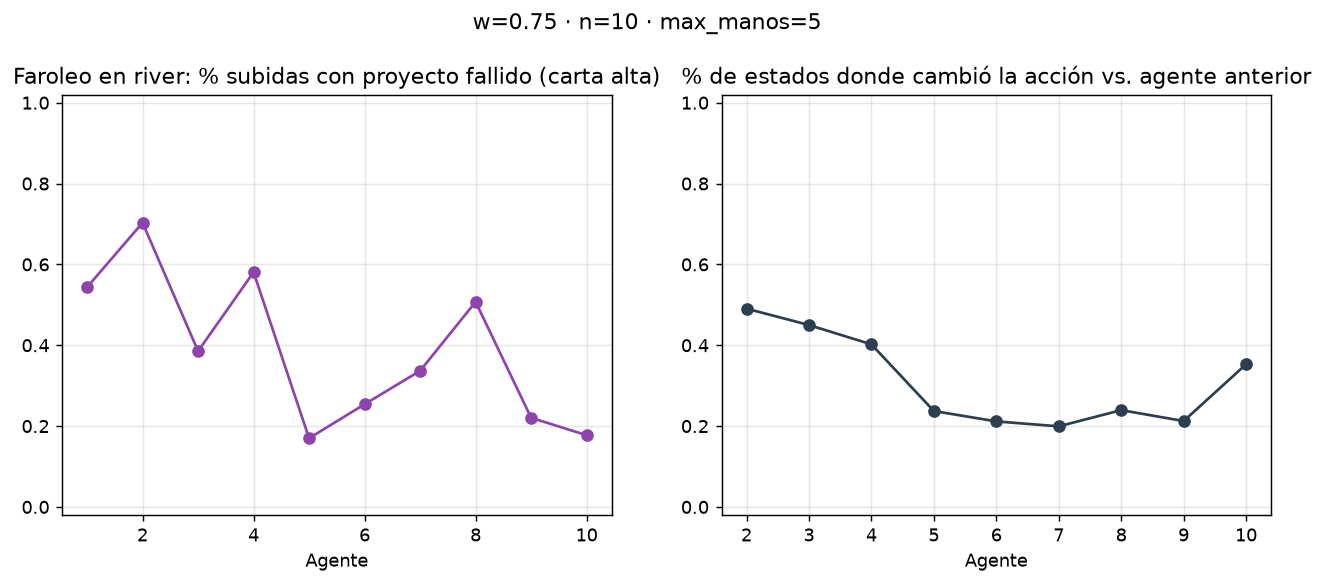 w=0.75 · n=10 · max_manos=5
Faroleo en river: % subidas con proyecto fallido (carta alta)
1.0
0.8
0.6
0.4
0.2
0.0
2 4 6 8 10
Agente
% de estados donde cambió la acción vs. agente anterior
1.0
0.8
0.6
0.4
0.2
0.0
2 3 4 5 6 7 8 9 10
Agente